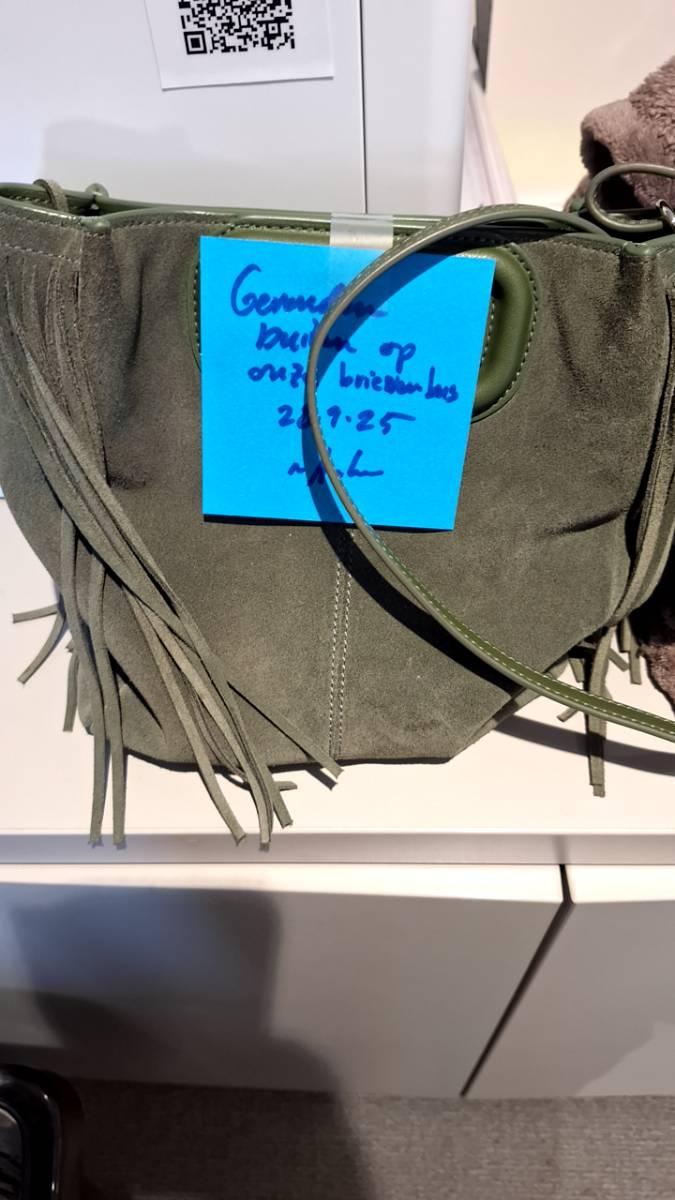 Gevonden
buiten op
onze brievenbus
28.9.25